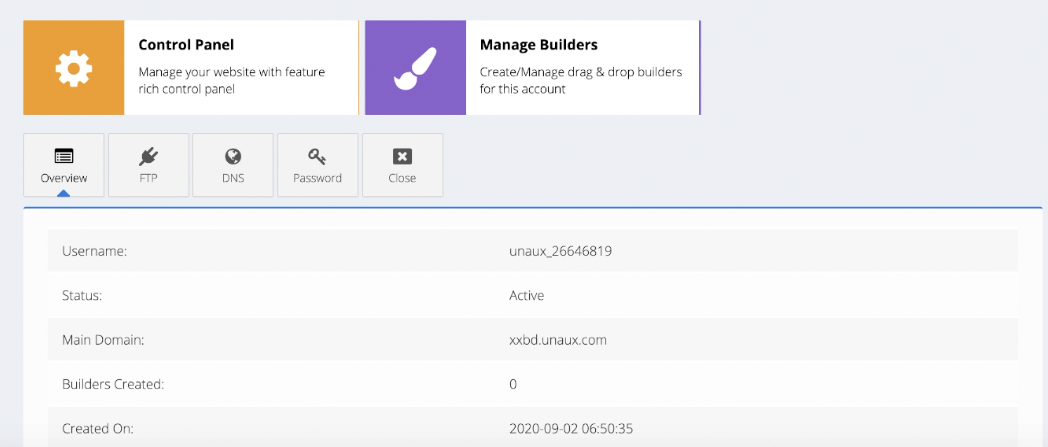 Control Panel
Manage your website with feature
rich control panel
Manage Builders
Create/Manage drag & drop builders
for this account
Overview
FTP
DNS
Password
Close
Username: unaux_26646819
Status: Active
Main Domain: xxbd.unaux.com
Builders Created: 0
Created On: 2020-09-02 06:50:35